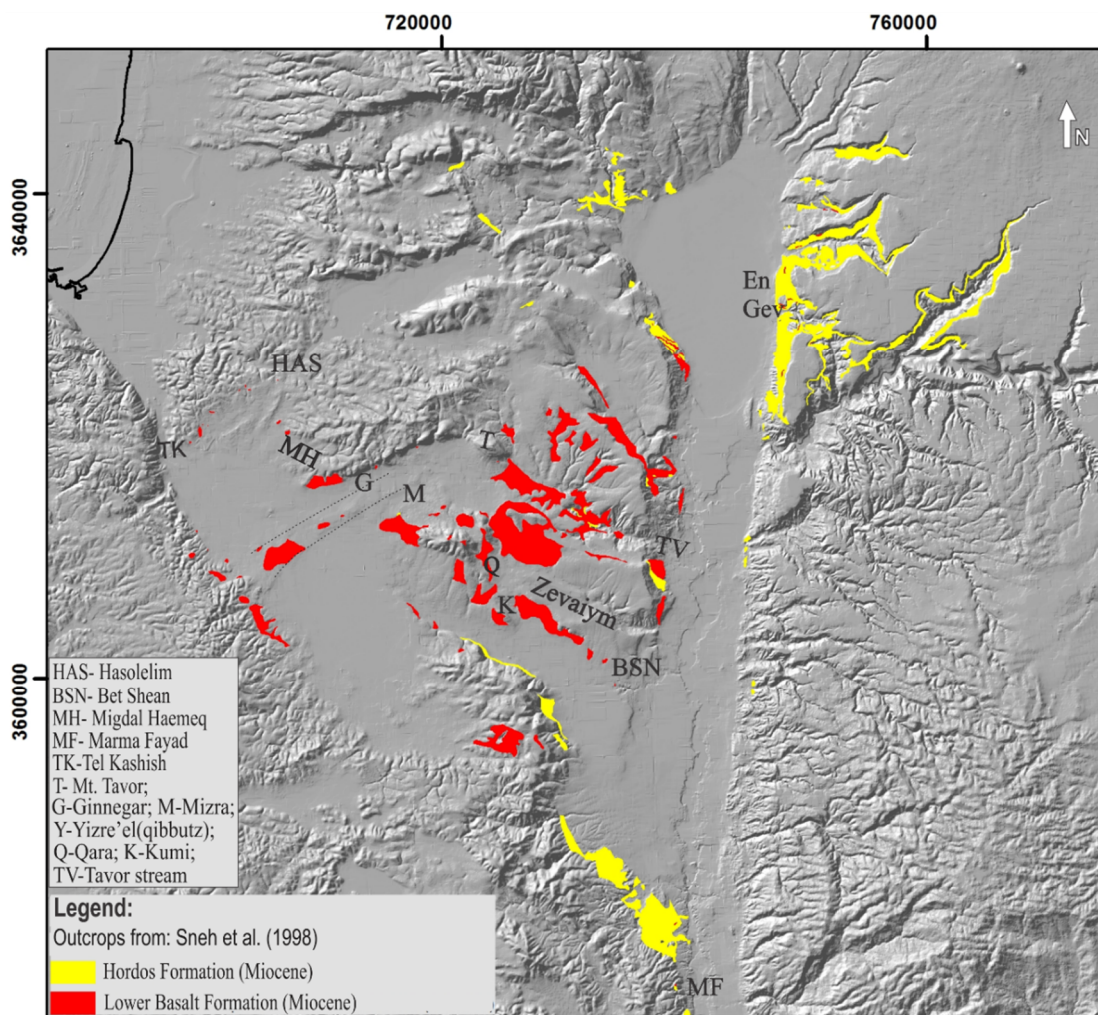 720000
760000
N
3640000
En
Gev
HAS
T
TK
MH
G
M
TV
Q
Zevaiym
K
BSN
3600000
HAS- Hasolelim
BSN- Bet Shean
MH- Migdal Haemeq
MF- Marma Fayad
TK-Tel Kashish
T- Mt. Tavor;
G-Ginnegar; M-Mizra;
Y-Yizre’el(qibbutz);
Q-Qara; K-Kumi;
TV-Tavor stream
Legend:
Outcrops from: Sneh et al. (1998)
Hordos Formation (Miocene)
Lower Basalt Formation (Miocene)
MF